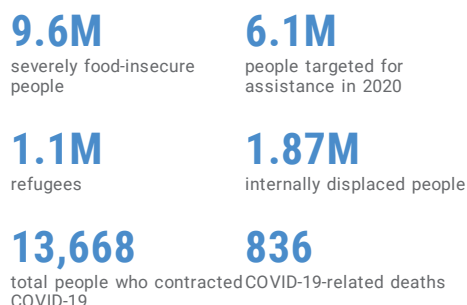 9.6M
severely food-insecure
people
6.1M
people targeted for
assistance in 2020
1.1M
refugees
1.87M
internally displaced people
13,668
total people who contracted
COVID-19
836
COVID-19-related deaths